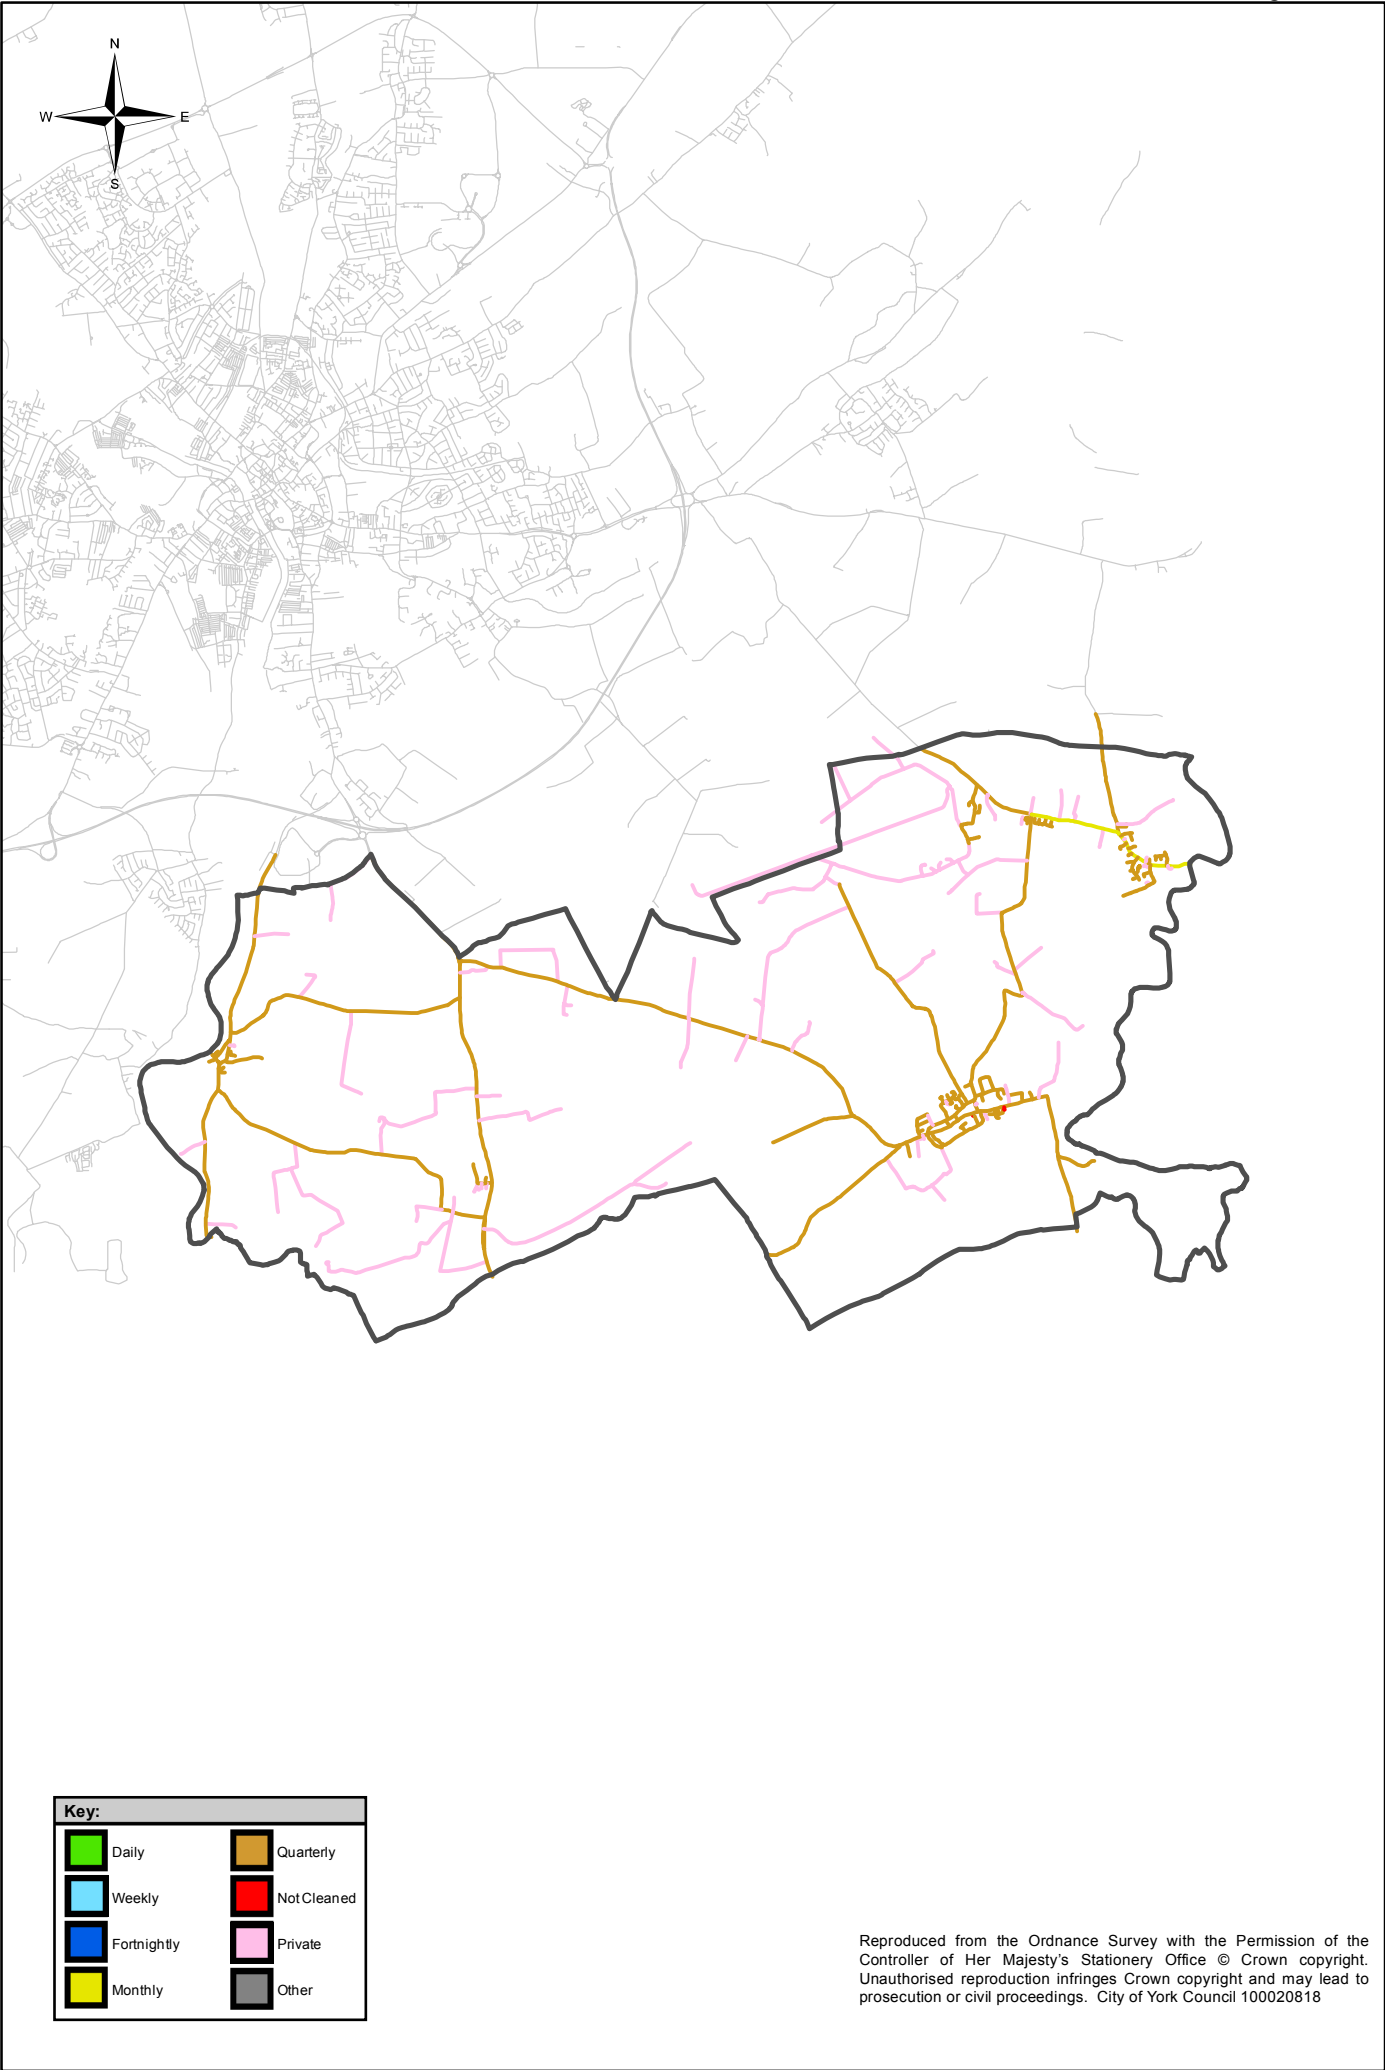 N
W E
S
Key:
Daily
Quarterly
Weekly
Not Cleaned
Fortnightly
Private
Monthly
Other
Reproduced from the Ordnance Survey with the Permission of the
Controller of Her Majesty's Stationery Office © Crown copyright.
Unauthorised reproduction infringes Crown copyright and may lead to
prosecution or civil proceedings. City of York Council 100020818